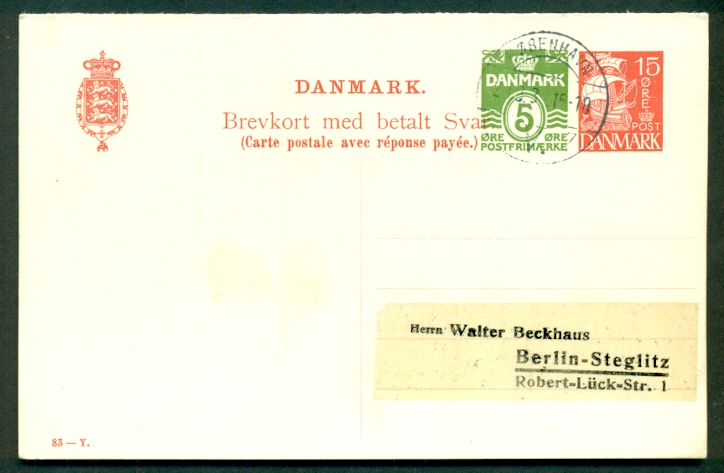 DANMARK.
Brevkort med betalt Svar
(Carte postale avec réponse payée.)
DANMARK
5
ØRE ØRE
POSTFRIMÆRKE
15
ØRE
POST
DANMARK
Herrn Walter Beckhaus
Berlin-Steglitz
Robert-Lück-Str. 1
83 — Y.